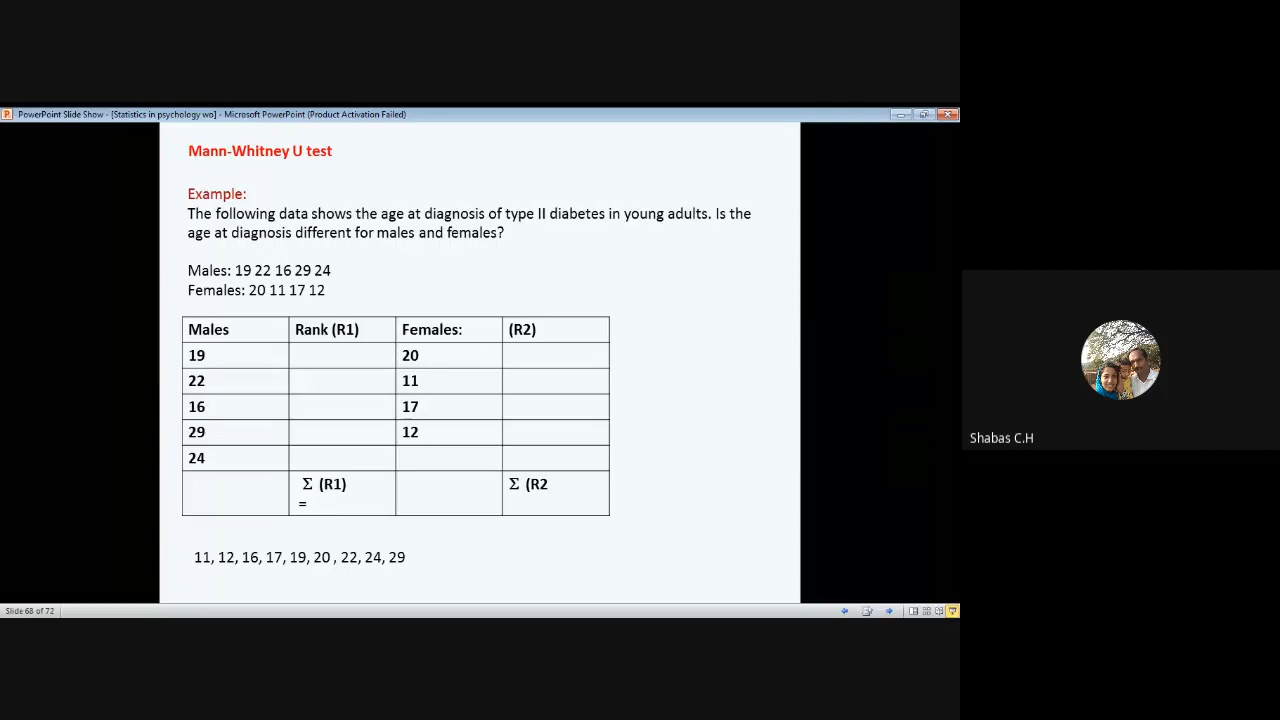 PowerPoint Slide Show - [Statistics in psychology wo] - Microsoft PowerPoint (Product Activation Failed)
Mann-Whitney U test
Example:
The following data shows the age at diagnosis of type II diabetes in young adults. Is the
age at diagnosis different for males and females?
Males: 19 22 16 29 24
Females: 20 11 17 12
Males Rank (R1) Females: (R2)
19 20
22 11
16 17
29 12
24
Σ (R1) Σ (R2
=
11, 12, 16, 17, 19, 20 , 22, 24, 29
Slide 68 of 72
Shabas C.H